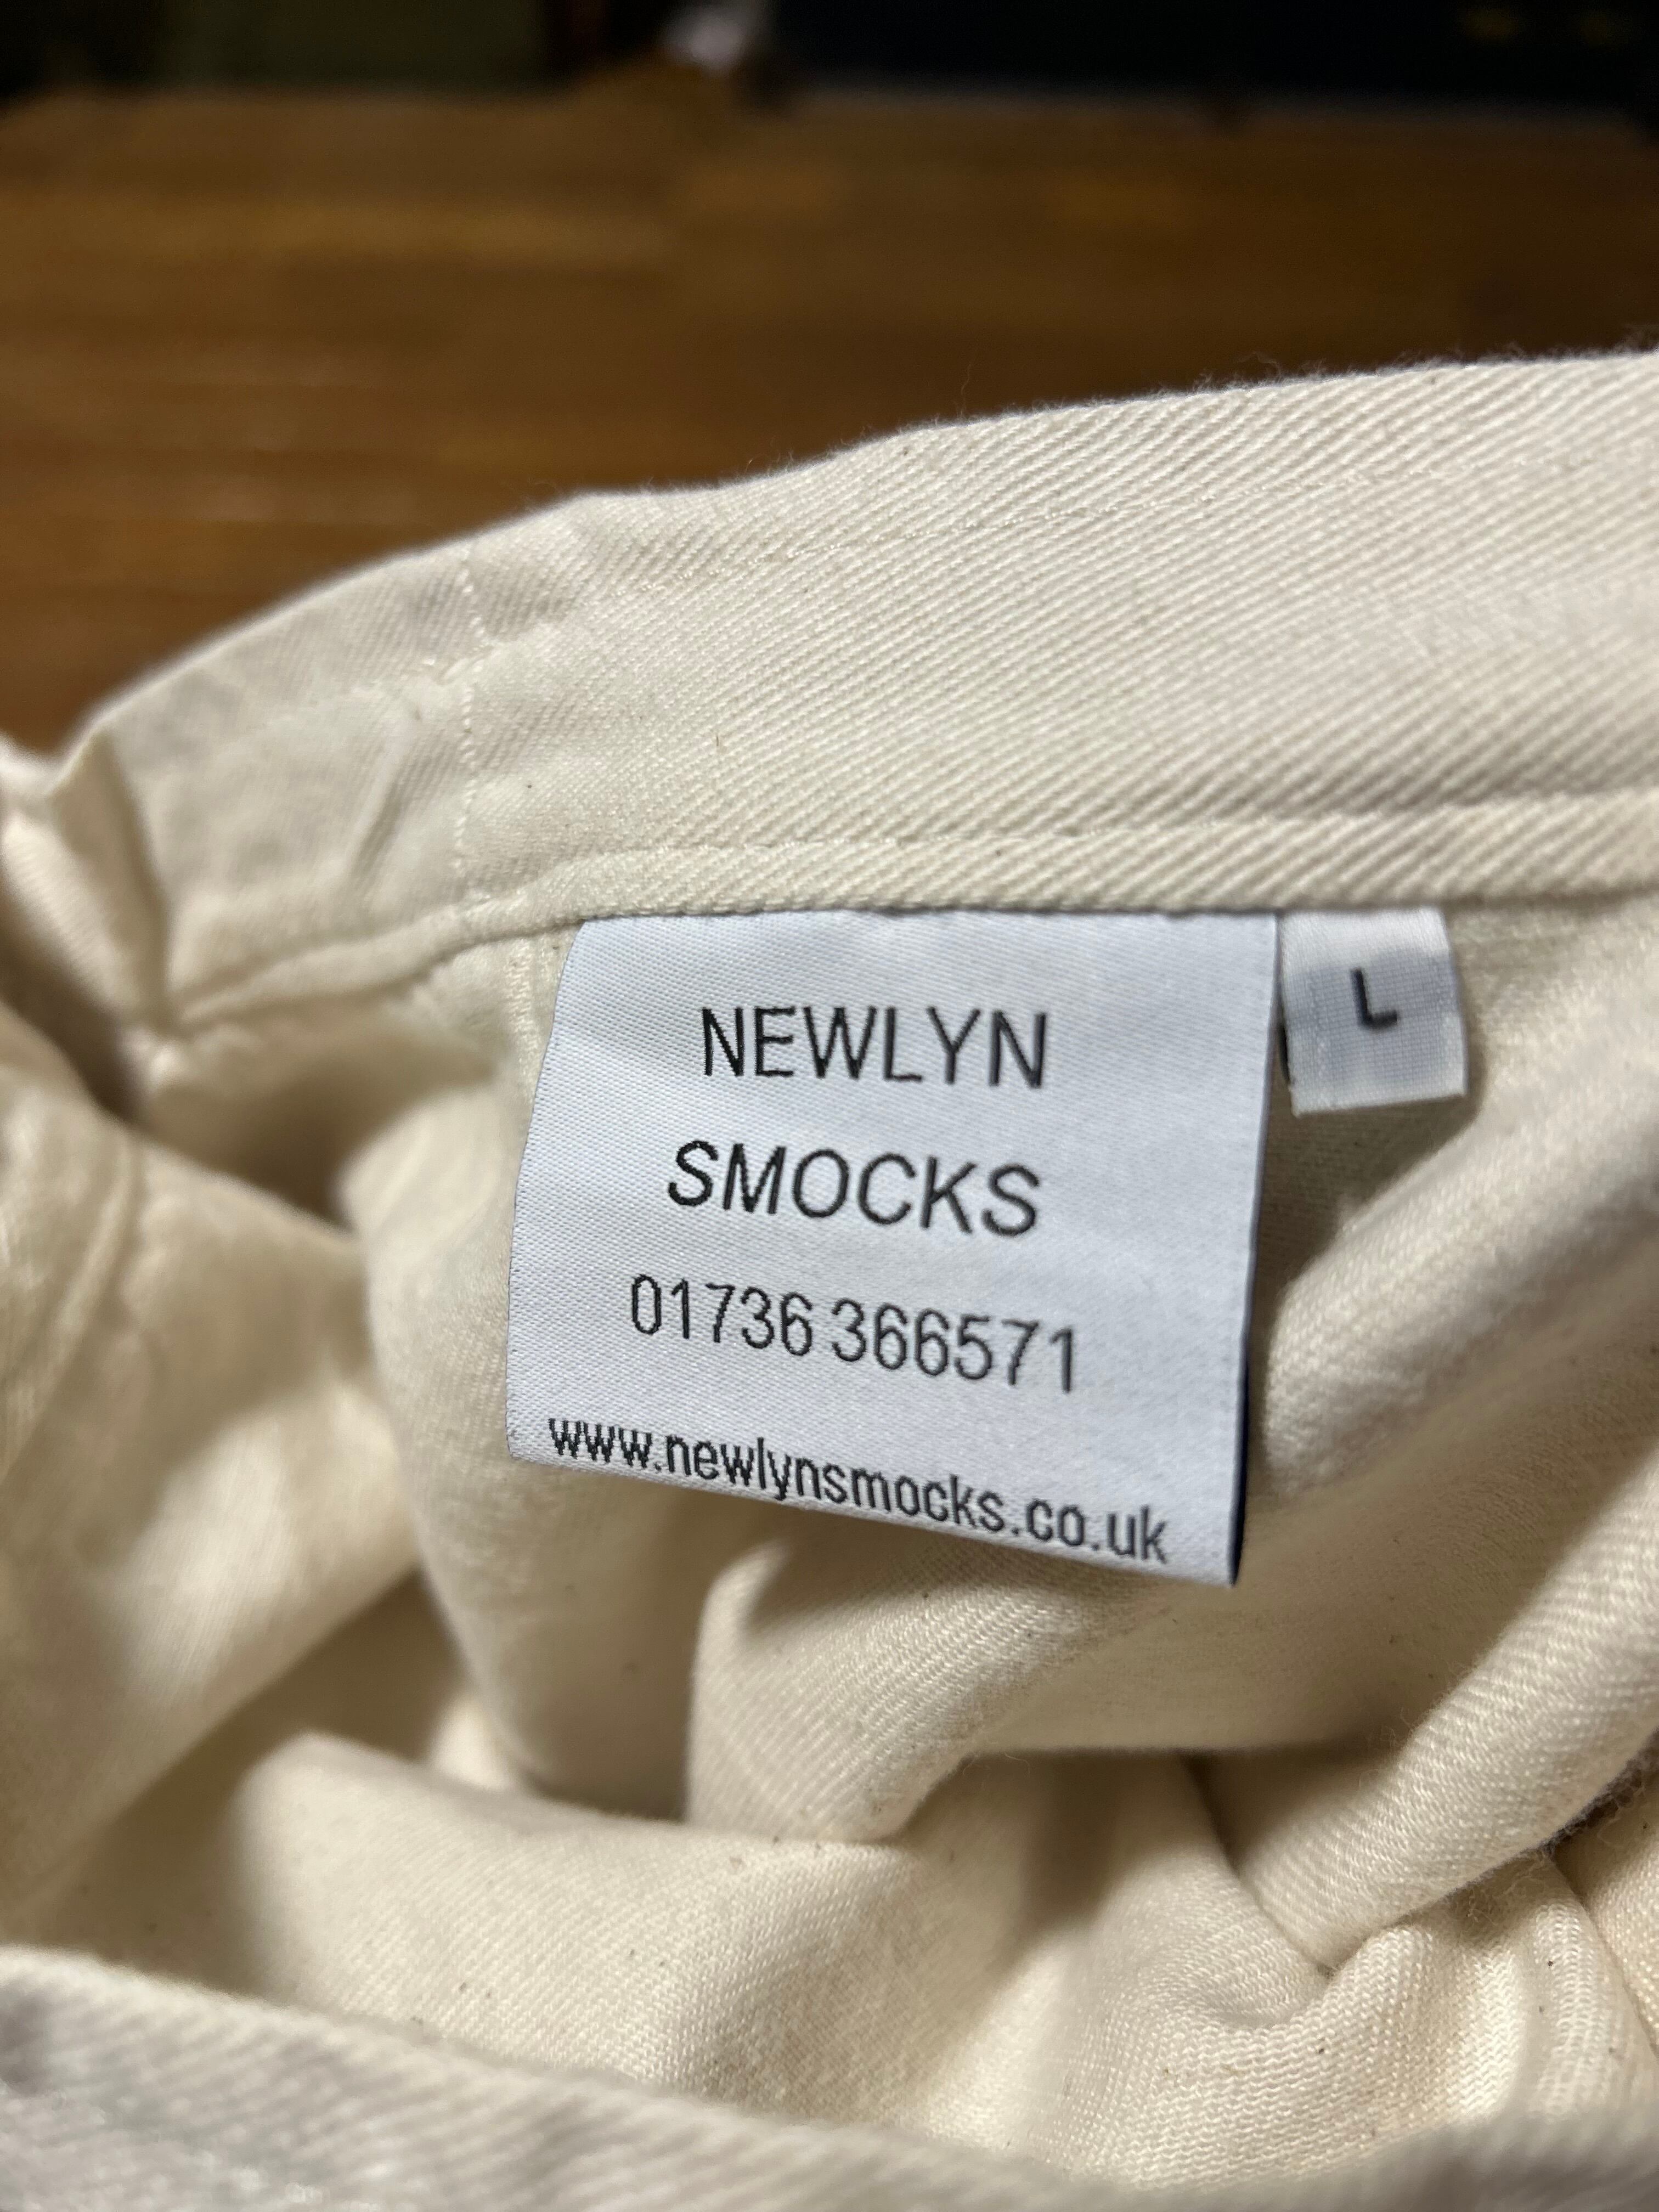 NEWLYN
SMOCKS
01736 366571
www.newlynsmocks.co.uk
L